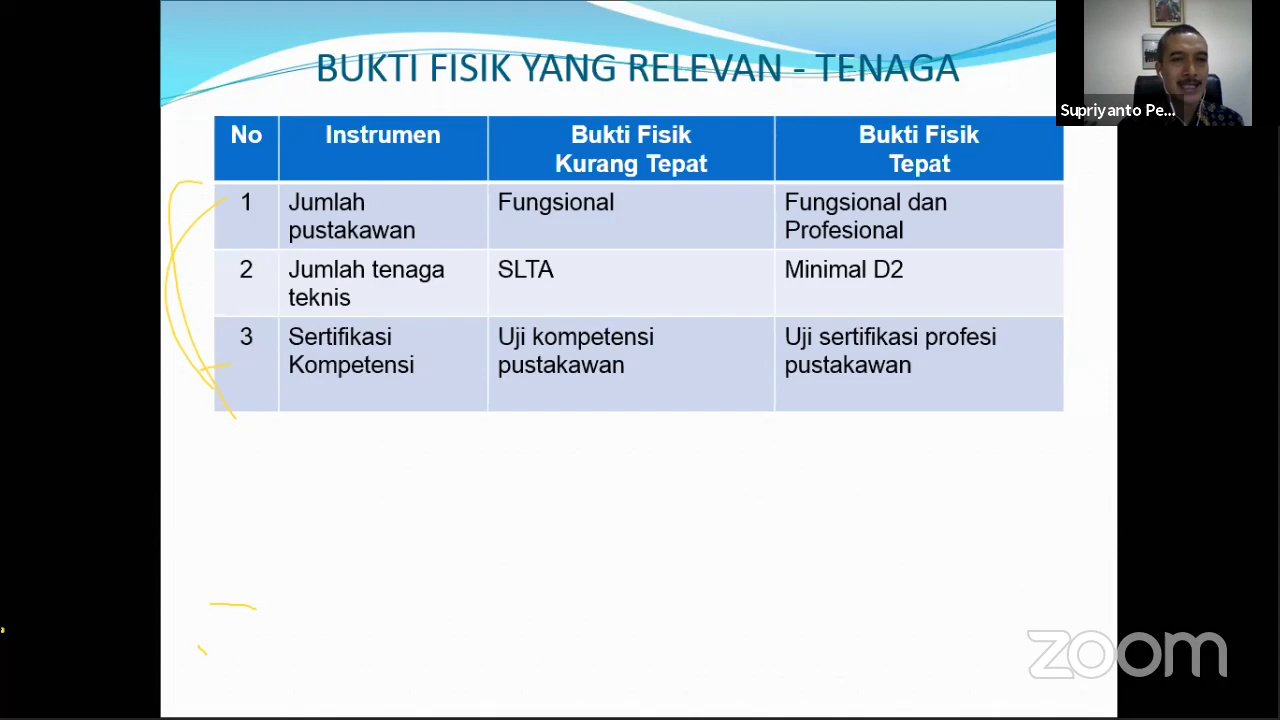 BUKTI FISIK YANG RELEVAN - TENAGA
Supriyanto Pe...
No Instrumen Bukti Fisik Kurang Tepat Bukti Fisik Tepat
1 Jumlah pustakawan Fungsional Fungsional dan Profesional
2 Jumlah tenaga teknis SLTA Minimal D2
3 Sertifikasi Kompetensi Uji kompetensi pustakawan Uji sertifikasi profesi pustakawan
zoom